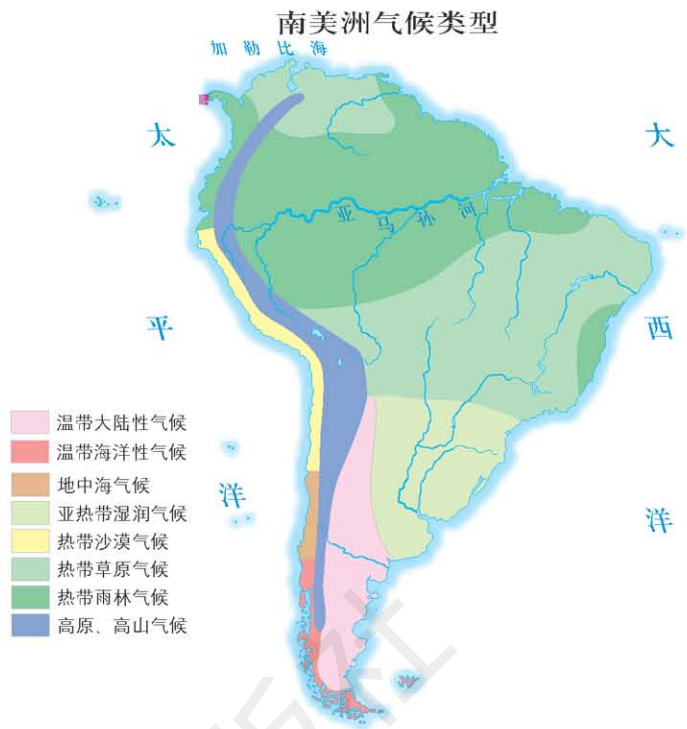 南美洲气候类型
加勒比海
太
大
亚马孙河
平
西
温带大陆性气候
温带海洋性气候
地中海气候
亚热带湿润气候
热带沙漠气候
热带草原气候
热带雨林气候
高原、高山气候
洋
洋
版社